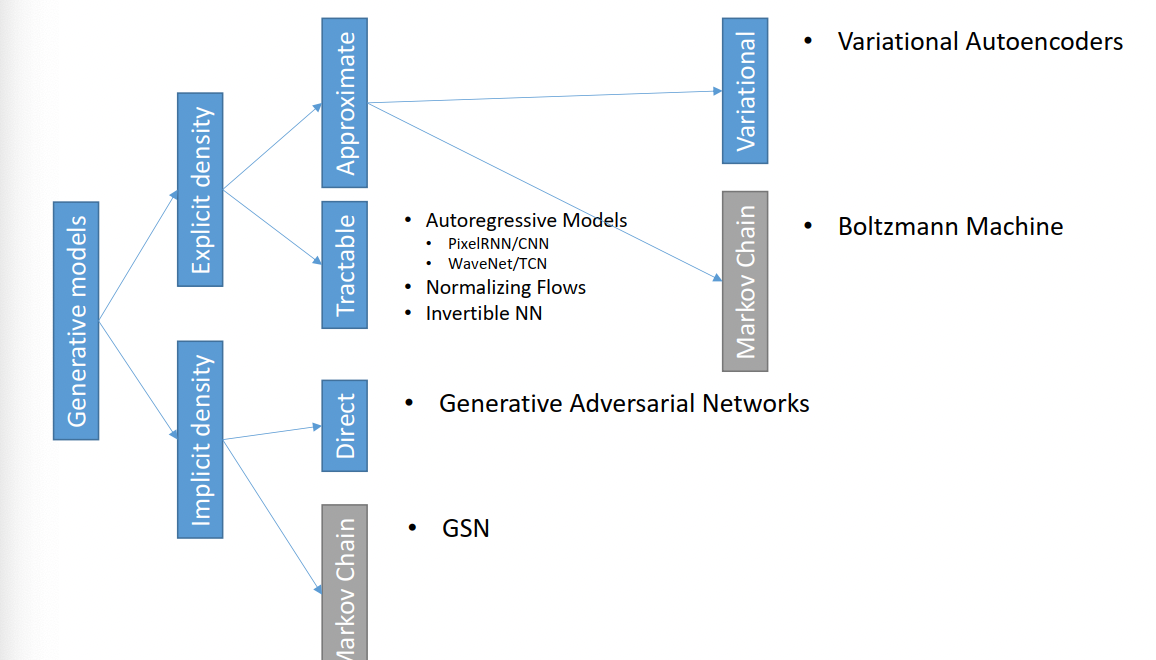 Generative models
Explicit density
Approximate
Variational
• Variational Autoencoders
Markov Chain
• Boltzmann Machine
Tractable
• Autoregressive Models
• PixelRNN/CNN
• WaveNet/TCN
• Normalizing Flows
• Invertible NN
Implicit density
Direct
• Generative Adversarial Networks
Markov Chain
• GSN